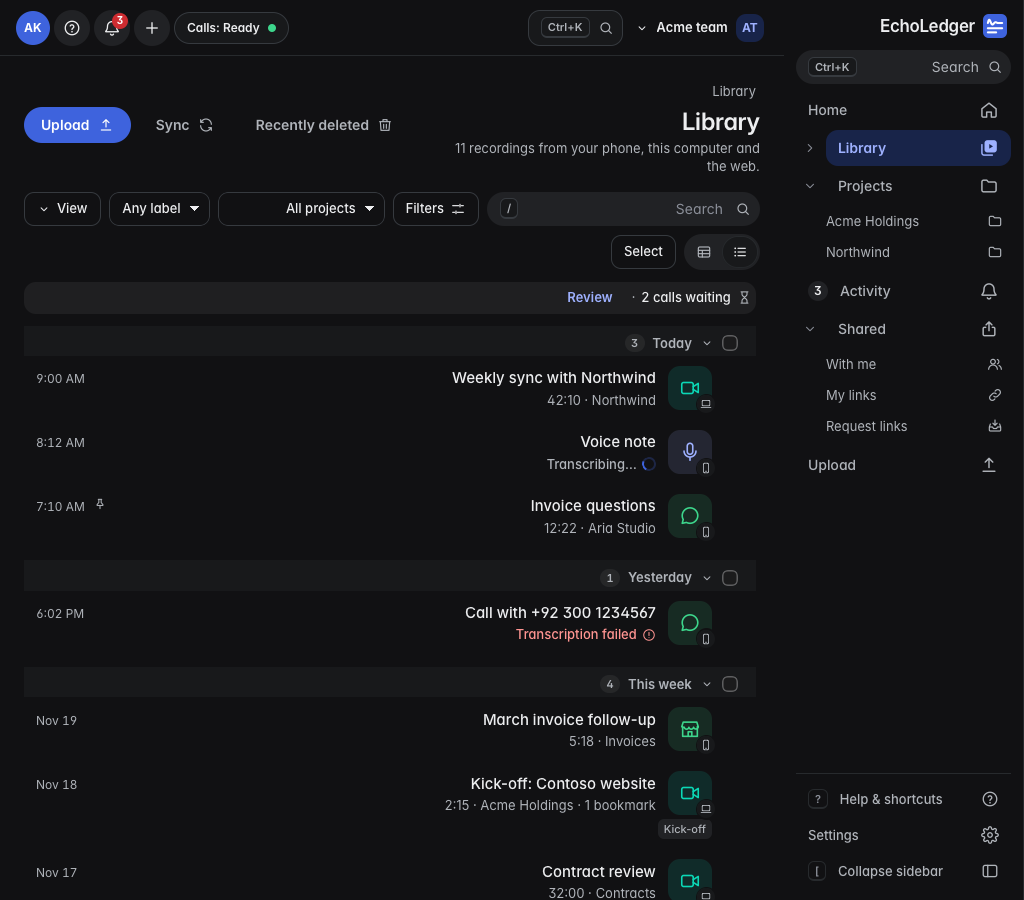 AK
3
Calls: Ready
Ctrl+K
Acme team
AT
EchoLedger
Ctrl+K
Search
Home
Library
Projects
Acme Holdings
Northwind
3
Activity
Shared
With me
My links
Request links
Upload
?
Help & shortcuts
Settings
[
Collapse sidebar
Library
Library
11 recordings from your phone, this computer and
the web.
Upload
Sync
Recently deleted
View
Any label
All projects
Filters
/
Search
Select
Review · 2 calls waiting
3 Today
9:00 AM
Weekly sync with Northwind
42:10 · Northwind
8:12 AM
Voice note
Transcribing...
7:10 AM
Invoice questions
12:22 · Aria Studio
1 Yesterday
6:02 PM
Call with +92 300 1234567
Transcription failed
4 This week
Nov 19
March invoice follow-up
5:18 · Invoices
Nov 18
Kick-off: Contoso website
2:15 · Acme Holdings · 1 bookmark
Kick-off
Nov 17
Contract review
32:00 · Contracts